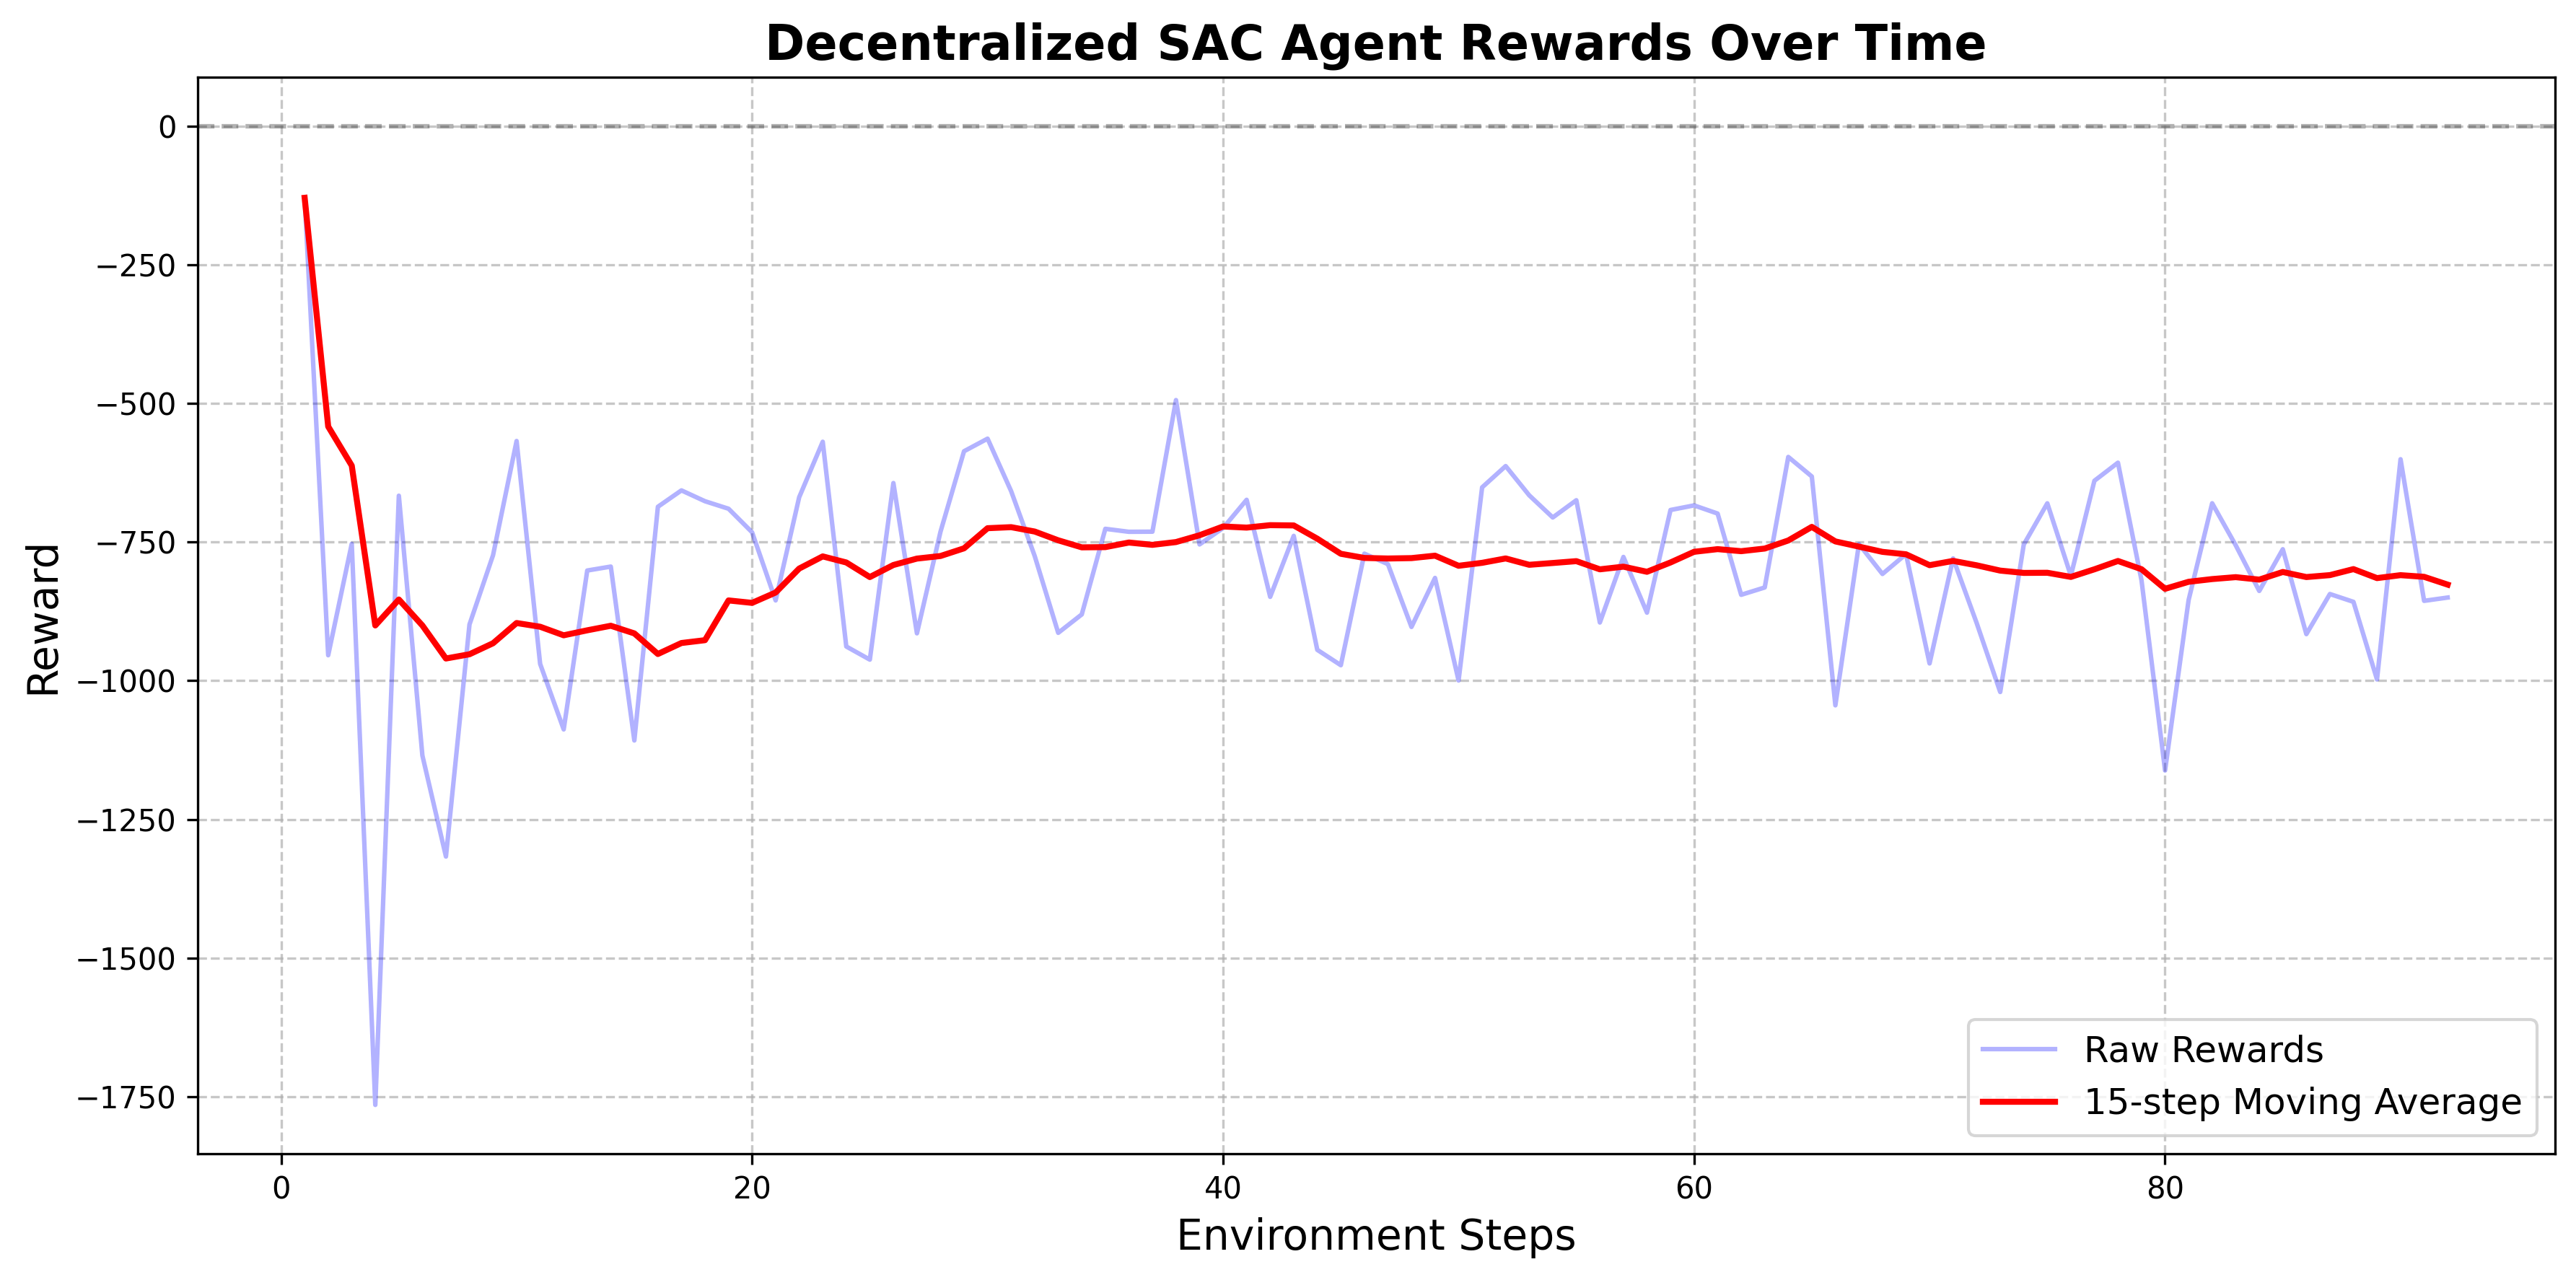 Decentralized SAC Agent Rewards Over Time
0
−250
−500
−750
−1000
−1250
−1500
−1750
Reward
0 20 40 60 80
Environment Steps
Raw Rewards
15-step Moving Average